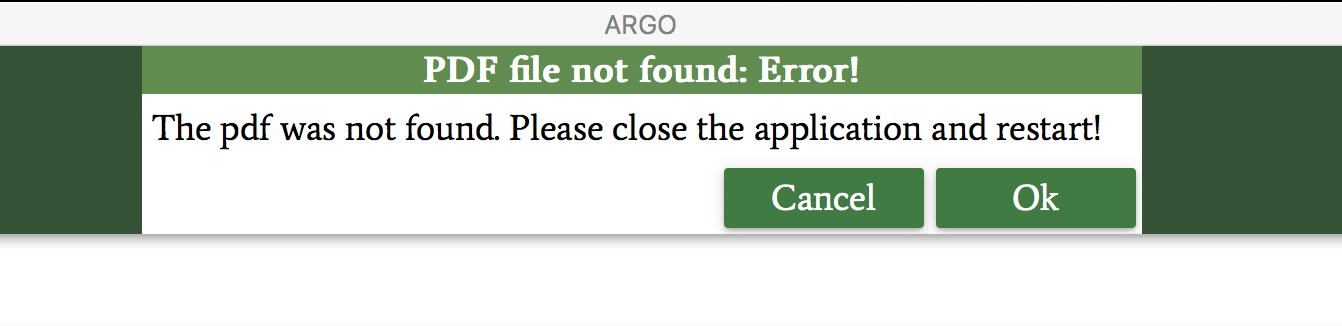 ARGO
PDF file not found: Error!
The pdf was not found. Please close the application and restart!
Cancel Ok